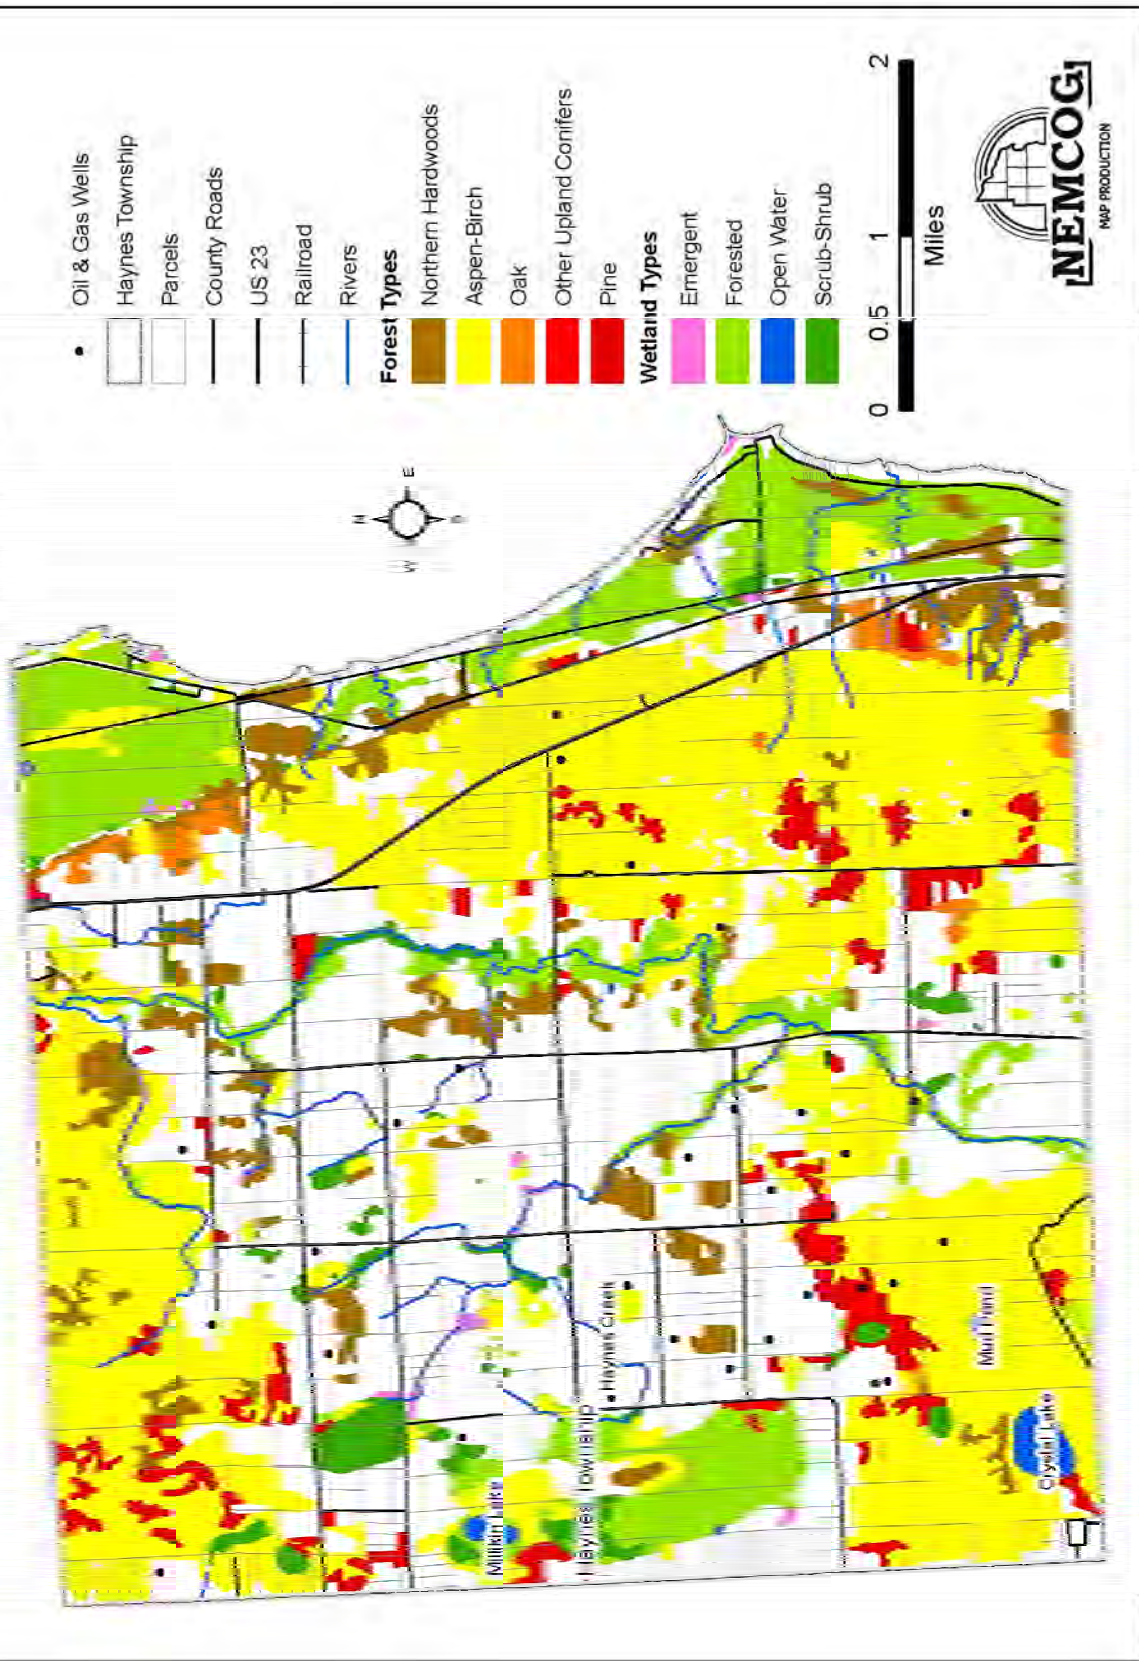 Oil & Gas Wells
Haynes Township
Parcels
County Roads
US 23
Railroad
Rivers
Forest Types
Northern Hardwoods
Aspen-Birch
Oak
Other Upland Conifers
Pine
Wetland Types
Emergent
Forested
Open Water
Scrub-Shrub
0 0.5 1 2
Miles
NEMCOG
MAP PRODUCTION
N
W
E
Millikin Lake
Haynes Township
Haynes Creek
Mud Pond
Crystal Lake